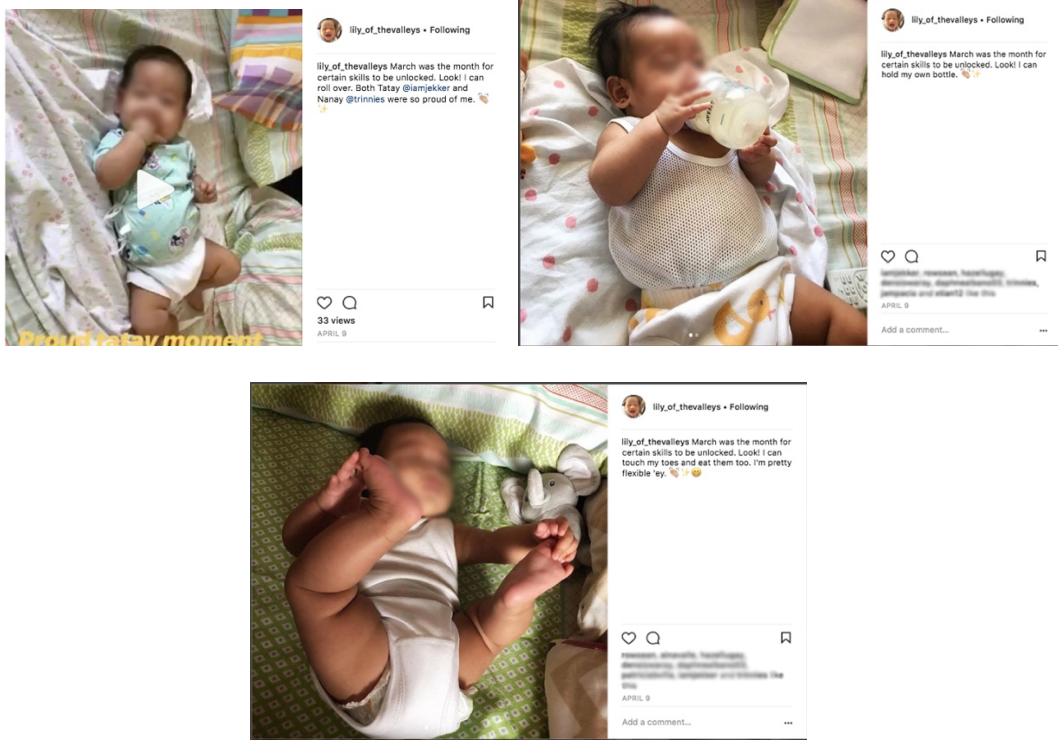 lily_of_thevalleys • Following
lily_of_thevalleys March was the month for
certain skills to be unlocked. Look! I can
roll over. Both Tatay @iamjekker and
Nanay @trinnies were so proud of me. 👏🏼
✨
33 views
APRIL 9
Proud tatay moment
lily_of_thevalleys • Following
lily_of_thevalleys March was the month for
certain skills to be unlocked. Look! I can
hold my own bottle. 👏🏼✨
APRIL 9
Add a comment...
lily_of_thevalleys • Following
lily_of_thevalleys March was the month for
certain skills to be unlocked. Look! I can
touch my toes and eat them too. I'm pretty
flexible 'ey. 👏🏼✨😄
like
APRIL 9
Add a comment...